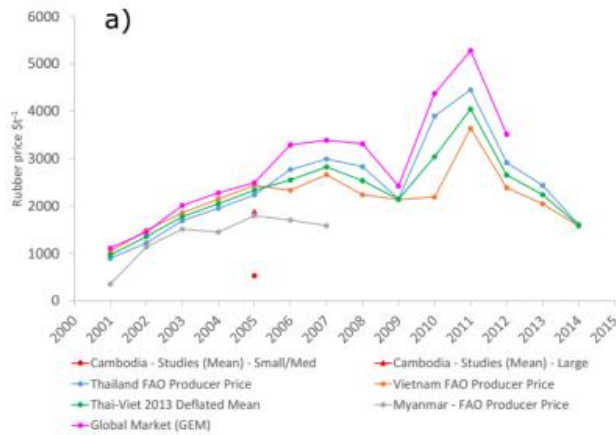 a)
6000
5000
4000
3000
2000
1000
0
Rubber price $t⁻¹
2000 2001 2002 2003 2004 2005 2006 2007 2008 2009 2010 2011 2012 2013 2014 2015
Cambodia - Studies (Mean) - Small/Med Cambodia - Studies (Mean) - Large
Thailand FAO Producer Price Vietnam FAO Producer Price
Thai-Viet 2013 Deflated Mean Myanmar - FAO Producer Price
Global Market (GEM)